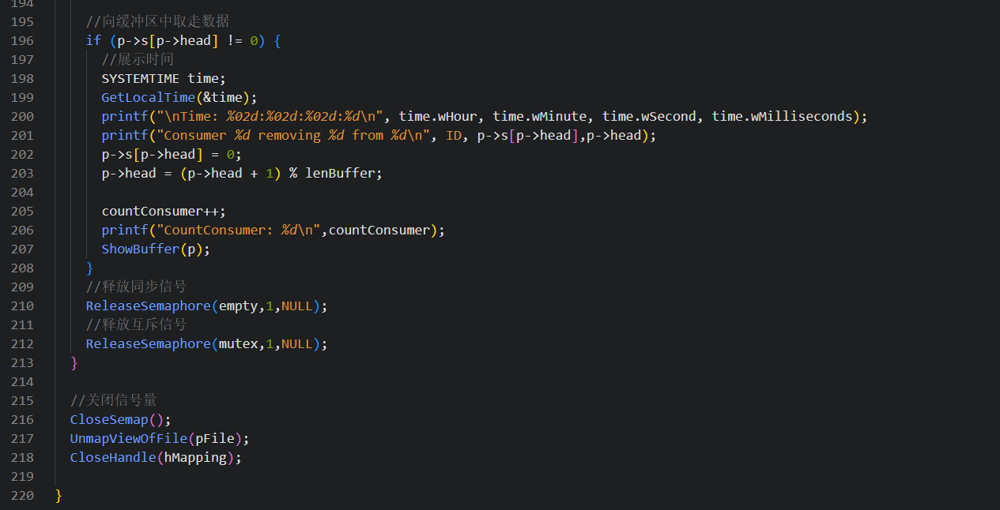 194
195 //向缓冲区中取走数据
196 if (p->s[p->head] != 0) {
197 //展示时间
198 SYSTEMTIME time;
199 GetLocalTime(&time);
200 printf("\nTime: %02d:%02d:%02d:%d\n", time.wHour, time.wMinute, time.wSecond, time.wMilliseconds);
201 printf("Consumer %d removing %d from %d\n", ID, p->s[p->head],p->head);
202 p->s[p->head] = 0;
203 p->head = (p->head + 1) % lenBuffer;
204
205 countConsumer++;
206 printf("CountConsumer: %d\n",countConsumer);
207 ShowBuffer(p);
208 }
209 //释放同步信号
210 ReleaseSemaphore(empty,1,NULL);
211 //释放互斥信号
212 ReleaseSemaphore(mutex,1,NULL);
213 }
214
215 //关闭信号量
216 CloseSemap();
217 UnmapViewOfFile(pFile);
218 CloseHandle(hMapping);
219
220 }